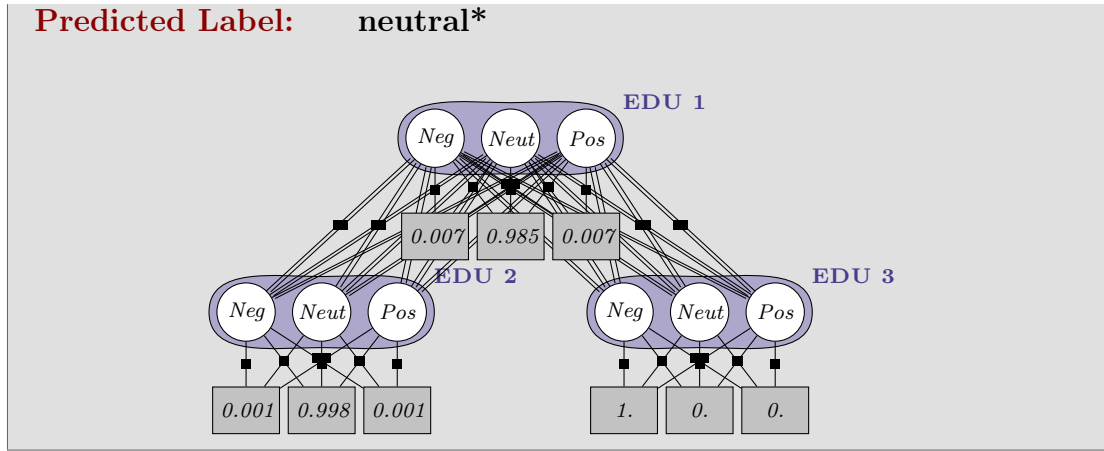 Predicted Label: neutral*
EDU 1
Neg Neut Pos
0.007 0.985 0.007
EDU 2 EDU 3
Neg Neut Pos Neg Neut Pos
0.001 0.998 0.001 1. 0. 0.